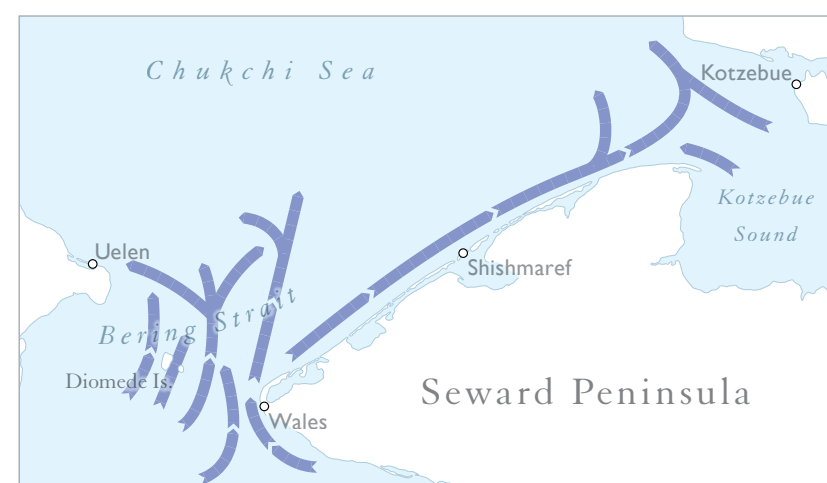 Chukchi Sea
Kotzebue
Kotzebue
Sound
Uelen
Shishmaref
Bering Strait
Diomede Is.
Seward Peninsula
Wales